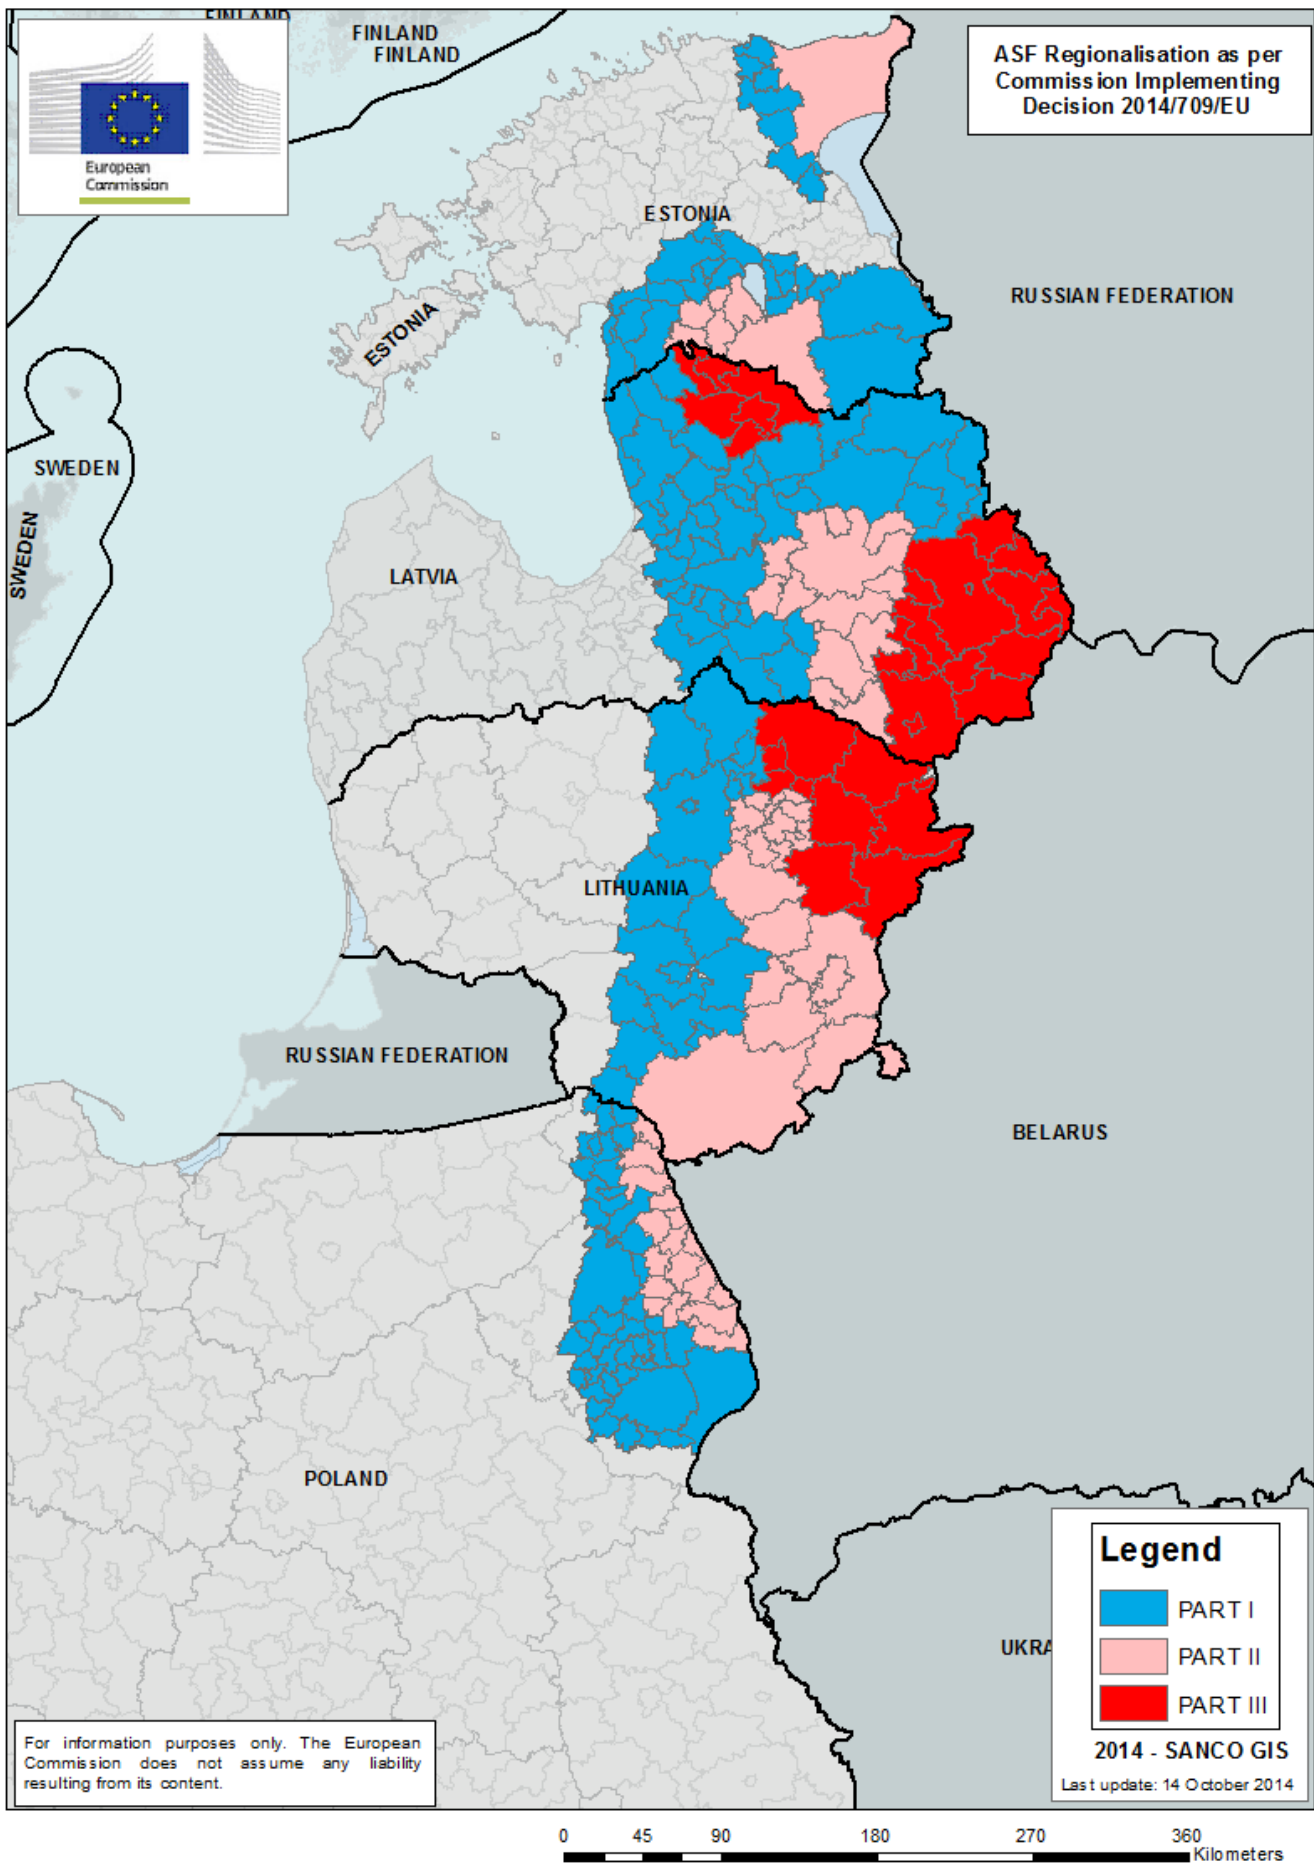 FINLAND
FINLAND
FINLAND
European
Commission
ASF Regionalisation as per
Commission Implementing
Decision 2014/709/EU
ESTONIA
RUSSIAN FEDERATION
ESTONIA
SWEDEN
SWEDEN
LATVIA
LITHUANIA
RUSSIAN FEDERATION
BELARUS
POLAND
UKRA
Legend
PART I
PART II
PART III
2014 - SANCO GIS
Last update: 14 October 2014
For information purposes only. The European
Commission does not assume any liability
resulting from its content.
0 45 90 180 270 360
Kilometers